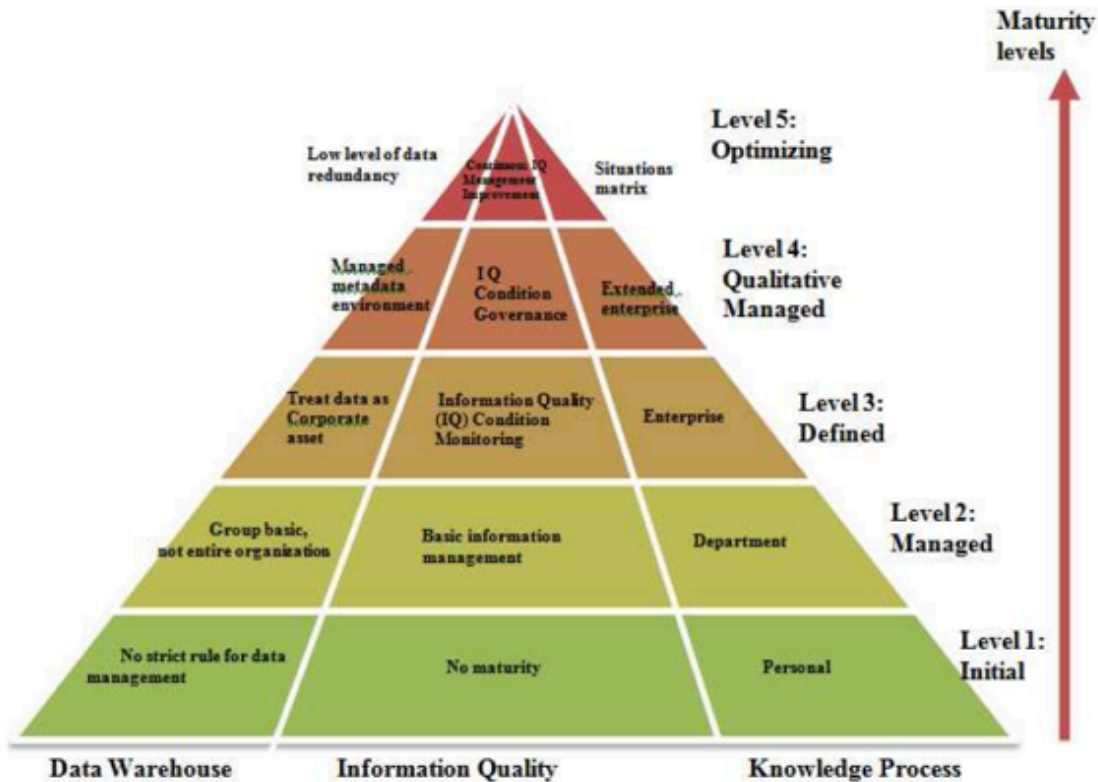 Maturity
levels
Level 5:
Optimizing
Low level of data
redundancy
Continuous IQ
Management
Improvement
Situations
matrix
Level 4:
Qualitative
Managed
Managed
metadata
environment
IQ
Condition
Governance
Extended
enterprise
Level 3:
Defined
Treat data as
Corporate
asset
Information Quality
(IQ) Condition
Monitoring
Enterprise
Level 2:
Managed
Group basic,
not entire organization
Basic information
management
Department
Level 1:
Initial
No strict rule for data
management
No maturity
Personal
Data Warehouse Information Quality Knowledge Process